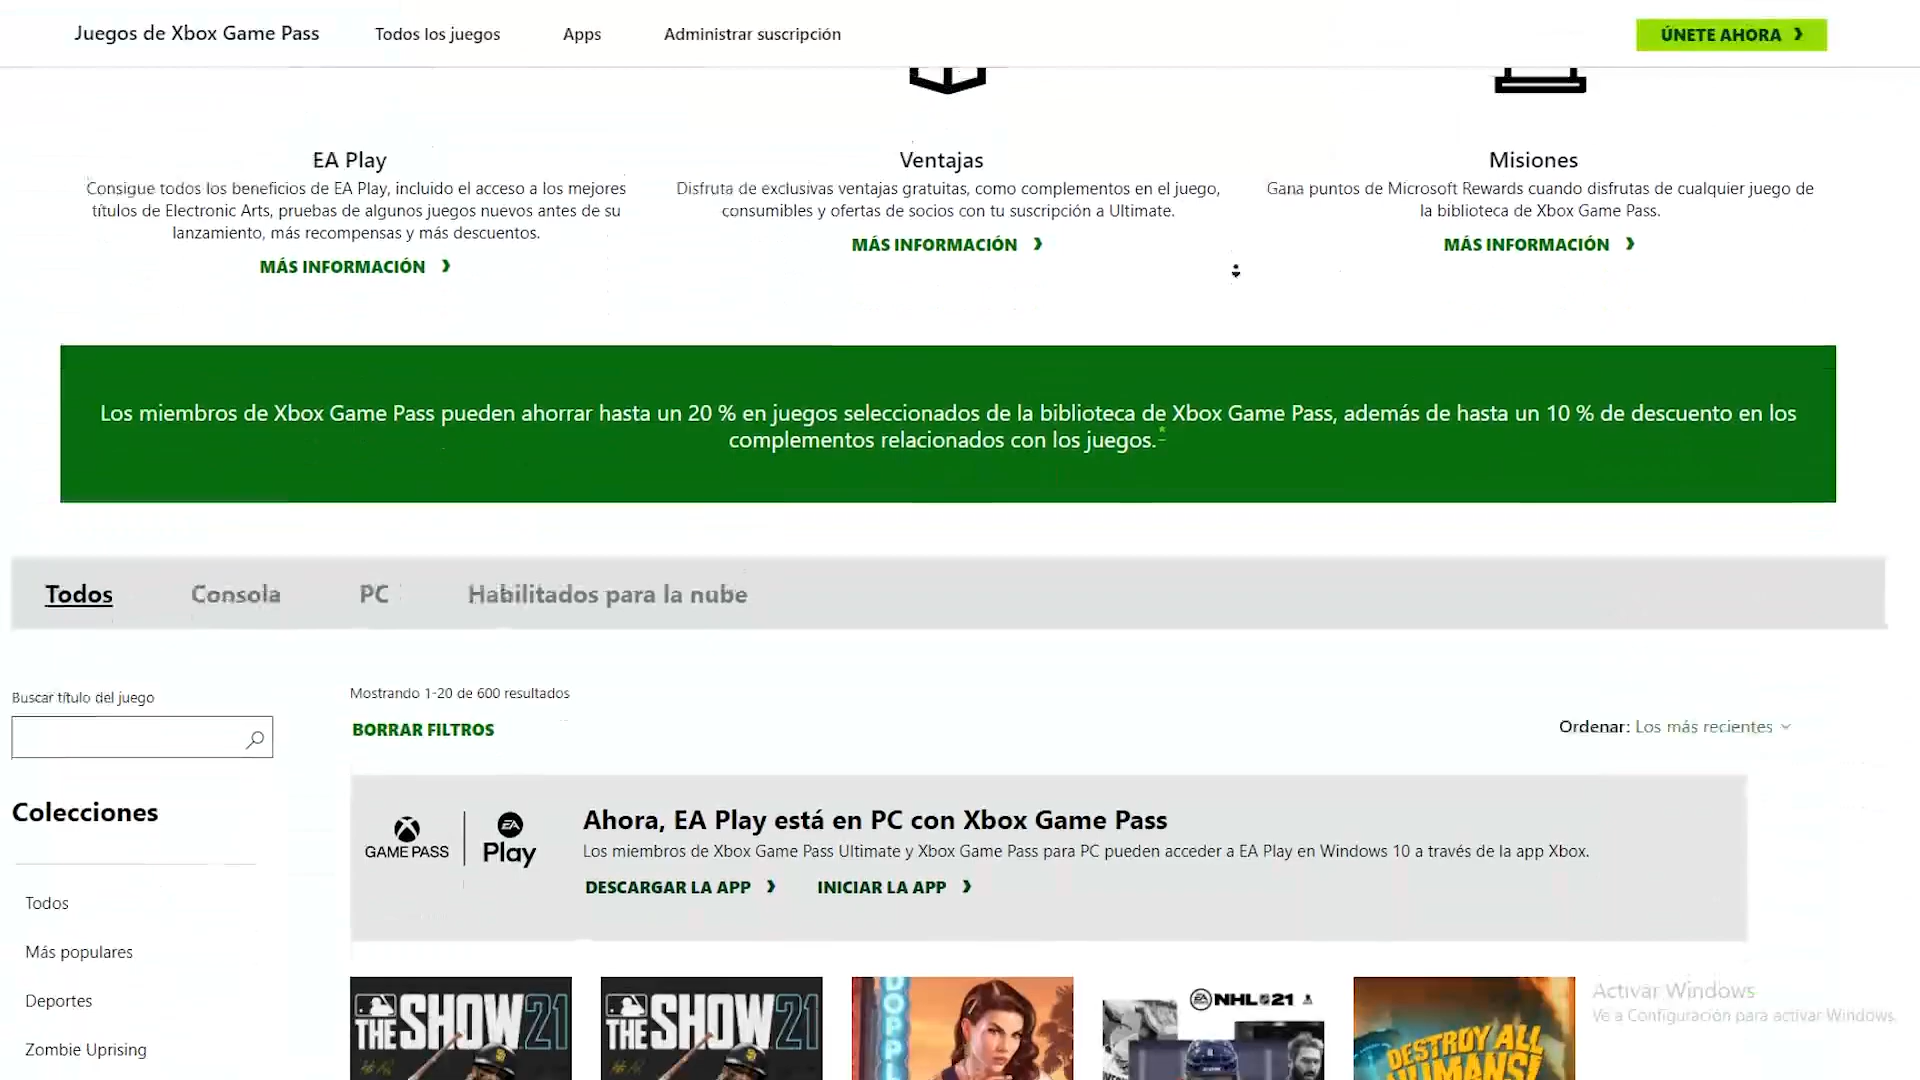 Juegos de Xbox Game Pass
Todos los juegos
Apps
Administrar suscripción
ÚNETE AHORA
EA Play
Consigue todos los beneficios de EA Play, incluido el acceso a los mejores
títulos de Electronic Arts, pruebas de algunos juegos nuevos antes de su
lanzamiento, más recompensas y más descuentos.
MÁS INFORMACIÓN
Ventajas
Disfruta de exclusivas ventajas gratuitas, como complementos en el juego,
consumibles y ofertas de socios con tu suscripción a Ultimate.
MÁS INFORMACIÓN
Misiones
Gana puntos de Microsoft Rewards cuando disfrutas de cualquier juego de
la biblioteca de Xbox Game Pass.
MÁS INFORMACIÓN
Los miembros de Xbox Game Pass pueden ahorrar hasta un 20 % en juegos seleccionados de la biblioteca de Xbox Game Pass, además de hasta un 10 % de descuento en los
complementos relacionados con los juegos.*
Todos
Consola
PC
Habilitados para la nube
Buscar título del juego
Colecciones
Todos
Más populares
Deportes
Zombie Uprising
Mostrando 1-20 de 600 resultados
BORRAR FILTROS
Ordenar: Los más recientes
GAME PASS
EA
Play
Ahora, EA Play está en PC con Xbox Game Pass
Los miembros de Xbox Game Pass Ultimate y Xbox Game Pass para PC pueden acceder a EA Play en Windows 10 a través de la app Xbox.
DESCARGAR LA APP
INICIAR LA APP
THE SHOW 21
THE SHOW 21
EA NHL 21
DESTROY ALL
HUMANS!
Activar Windows
Ve a Configuración para activar Windows.